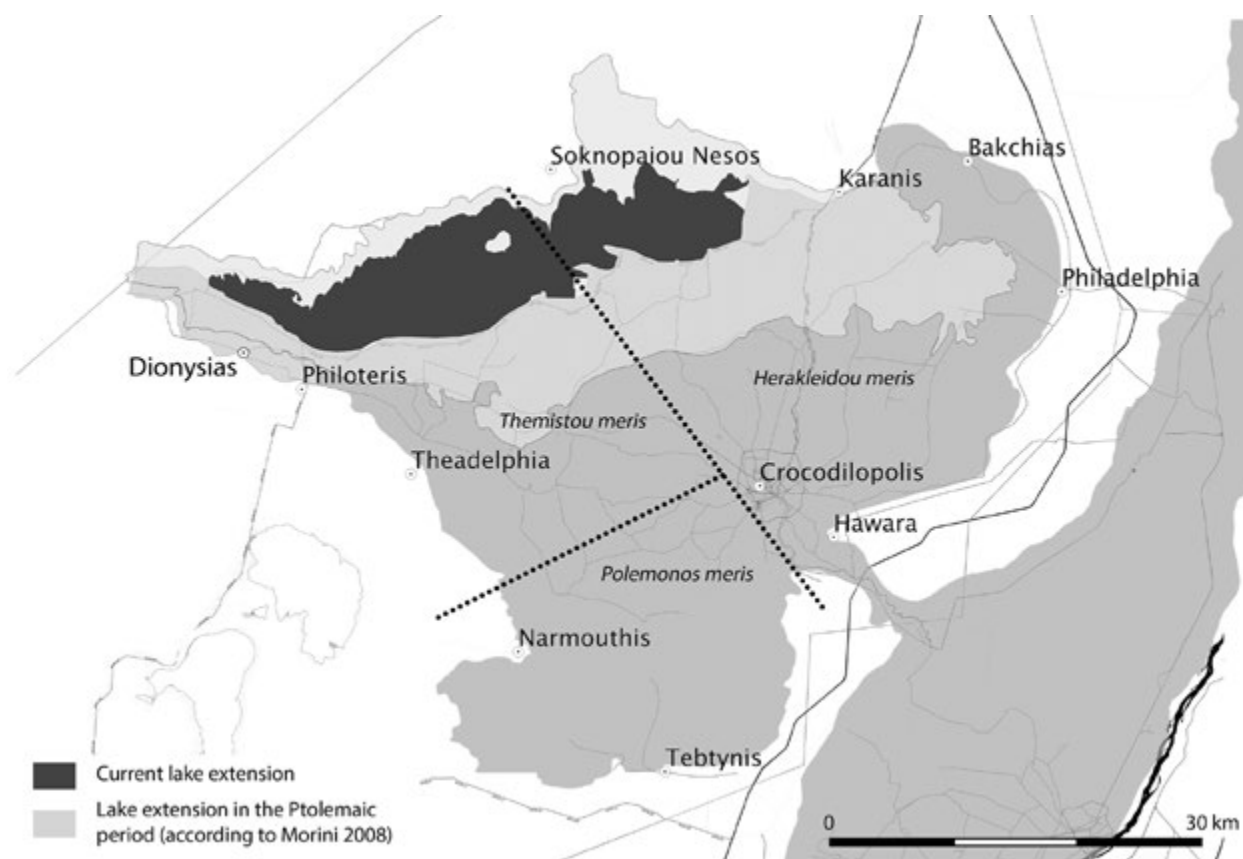 Soknopaiou Nesos
Bakchias
Karanis
Philadelphia
Dionysias
Philoteris
Herakleidou meris
Themistou meris
Theadelphia
Crocodilopolis
Hawara
Polemonos meris
Narmouthis
Tebtynis
Current lake extension
Lake extension in the Ptolemaic
period (according to Morini 2008)
0 30 km